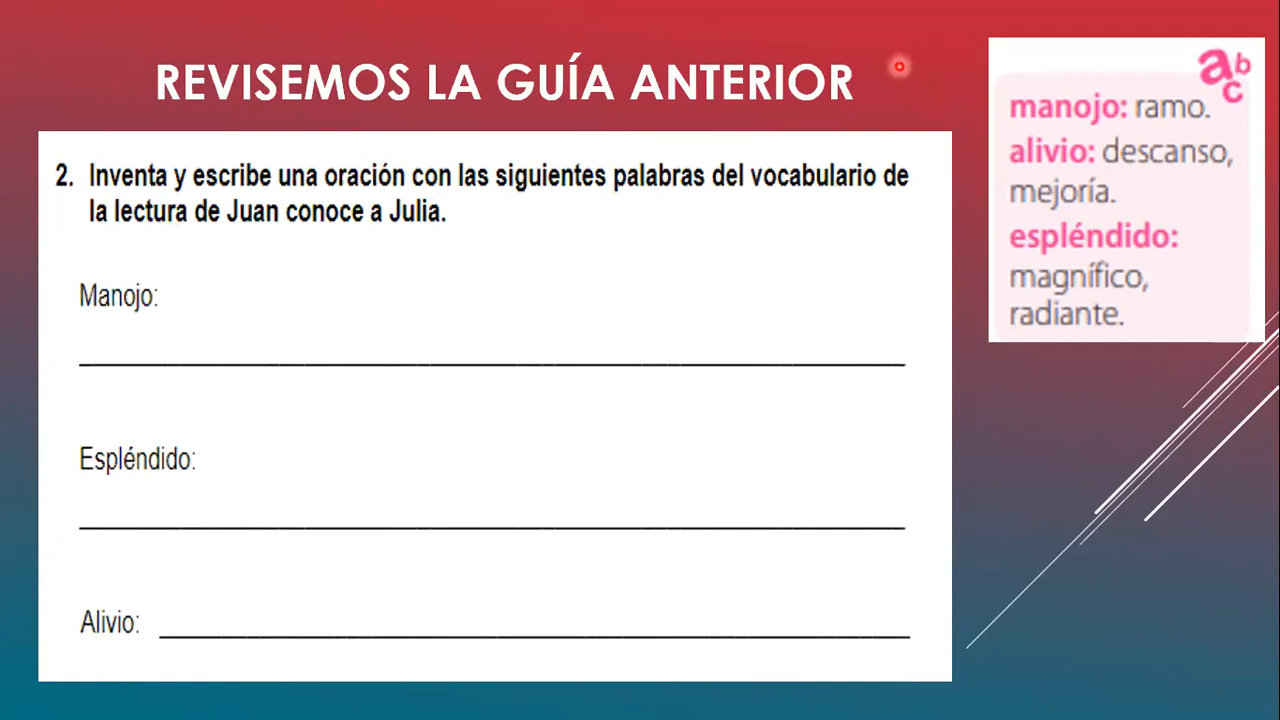 REVISEMOS LA GUÍA ANTERIOR
2. Inventa y escribe una oración con las siguientes palabras del vocabulario de
la lectura de Juan conoce a Julia.
Manojo:
Espléndido:
Alivio:
a b c
manojo: ramo.
alivio: descanso,
mejoría.
espléndido:
magnífico,
radiante.